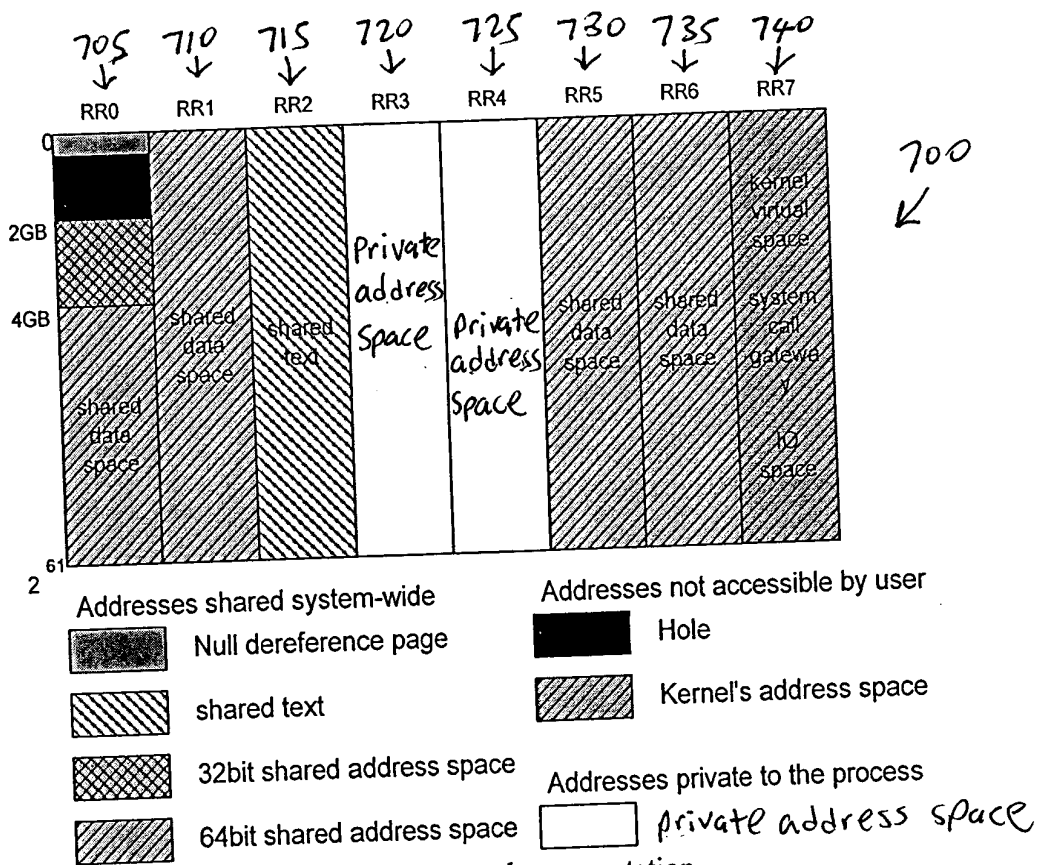 705 710 715 720 725 730 735 740
RR0 RR1 RR2 RR3 RR4 RR5 RR6 RR7
700
0
2GB
4GB
2 61
shared
data
space
shared
data
space
shared
text
Private
address
Space
Private
address
Space
shared
data
space
shared
data
space
kernel
virtual
space
system
call
gatewa
y
IO
space
Addresses shared system-wide
Null dereference page
shared text
32bit shared address space
64bit shared address space
Addresses not accessible by user
Hole
Kernel's address space
Addresses private to the process
private address space